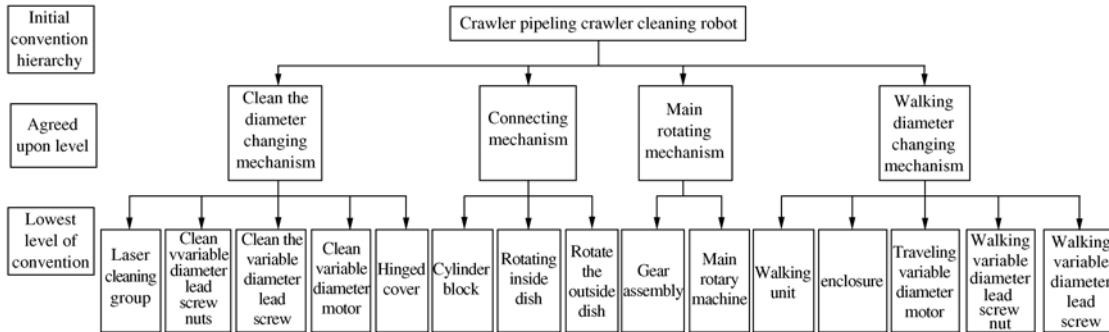 Initial
convention
hierarchy
Crawler pipeling crawler cleaning robot
Agreed
upon level
Clean the
diameter
changing
mechanism
Connecting
mechanism
Main
rotating
mechanism
Walking
diameter
changing
mechanism
Lowest
level of
convention
Laser
cleaning
group
Clean
vvariable
diameter
lead
screw
nuts
Clean the
variable
diameter
lead
screw
Clean
variable
diameter
motor
Hinged
cover
Cylinder
block
Rotating
inside
dish
Rotate
the
outside
dish
Gear
assembly
Main
rotary
machine
Walking
unit
enclosure
Traveling
variable
diameter
motor
Walking
variable
diameter
lead
screw
nut
Walking
variable
diameter
lead
screw